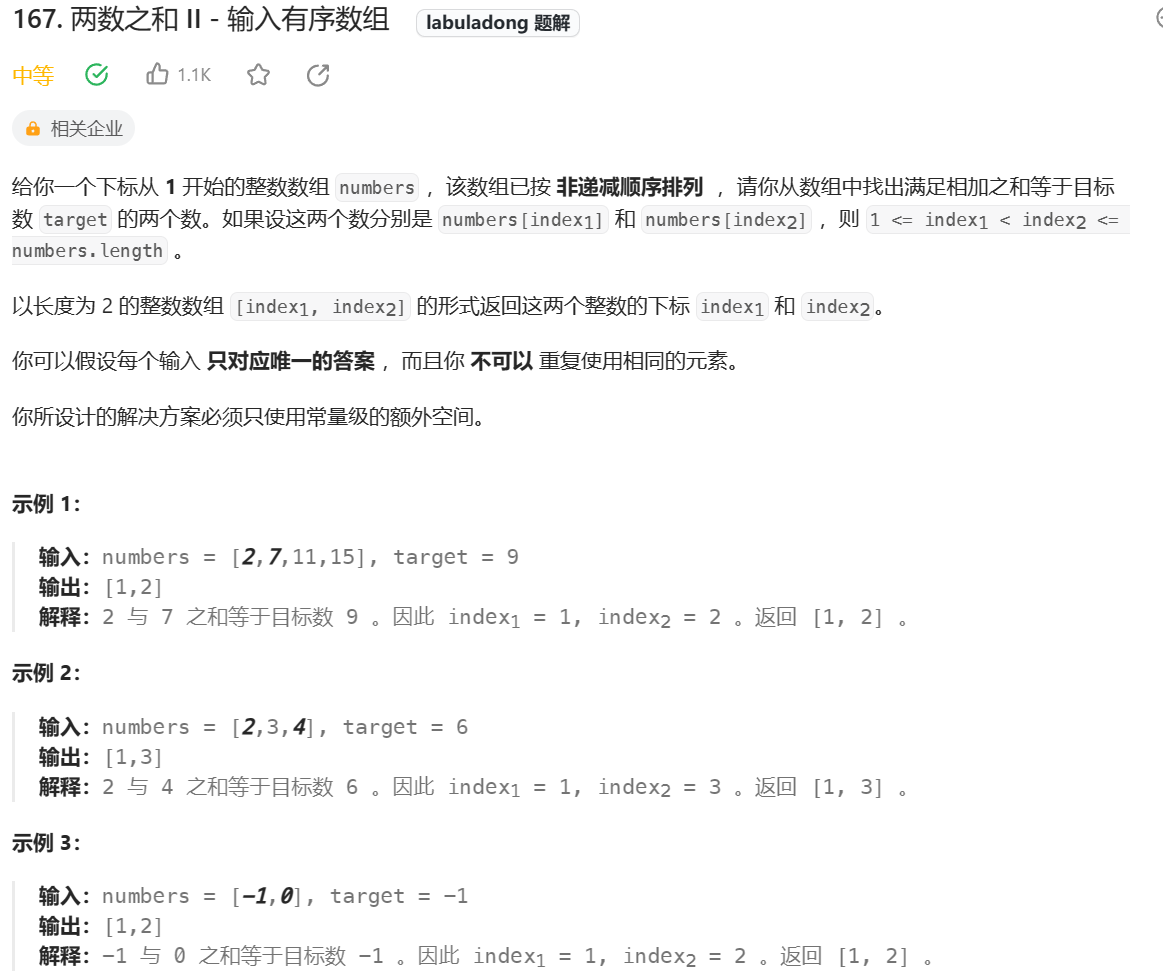 167. 两数之和 II - 输入有序数组 labuladong 题解
中等 1.1K
相关企业
给你一个下标从 1 开始的整数数组 numbers ，该数组已按 非递减顺序排列 ，请你从数组中找出满足相加之和等于目标
数 target 的两个数。如果设这两个数分别是 numbers[index1] 和 numbers[index2] ，则 1 <= index1 < index2 <=
numbers.length 。
以长度为 2 的整数数组 [index1, index2] 的形式返回这两个整数的下标 index1 和 index2。
你可以假设每个输入 只对应唯一的答案 ，而且你 不可以 重复使用相同的元素。
你所设计的解决方案必须只使用常量级的额外空间。
示例 1：
输入：numbers = [2,7,11,15], target = 9
输出：[1,2]
解释：2 与 7 之和等于目标数 9 。因此 index1 = 1, index2 = 2 。返回 [1, 2] 。
示例 2：
输入：numbers = [2,3,4], target = 6
输出：[1,3]
解释：2 与 4 之和等于目标数 6 。因此 index1 = 1, index2 = 3 。返回 [1, 3] 。
示例 3：
输入：numbers = [-1,0], target = -1
输出：[1,2]
解释：-1 与 0 之和等于目标数 -1 。因此 index1 = 1, index2 = 2 。返回 [1, 2] 。